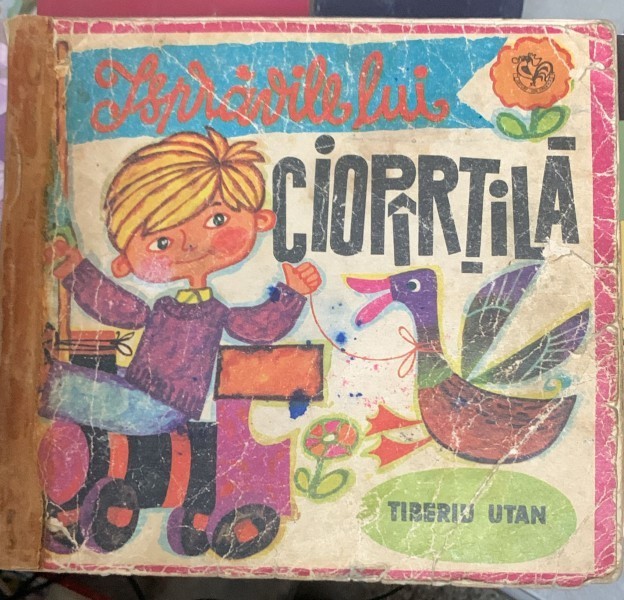 Isprăvile lui
CIOPÎRȚILĂ
TIBERIU UTAN